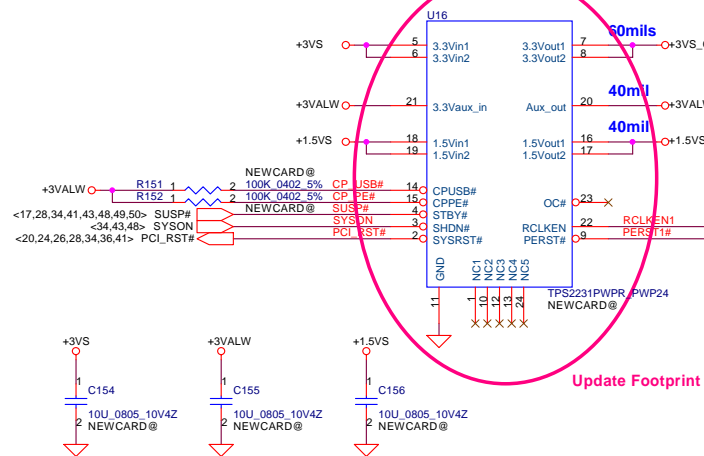 U16
60mils
+3VS 5 3.3Vin1 3.3Vout1 7 +3VS_
6 3.3Vin2 3.3Vout2 8
40mil
+3VALW 21 3.3Vaux_in Aux_out 20 +3VAL
40mil
+1.5VS 18 1.5Vin1 1.5Vout1 16 +1.5VS
19 1.5Vin2 1.5Vout2 17
NEWCARD@
+3VALW R151 1 2 100K_0402_5% CP_USB# 14 CPUSB#
R152 1 2 100K_0402_5% CP_PE# 15 CPPE# OC# 23
NEWCARD@
<17,28,34,41,43,48,49,50> SUSP# SUSP# 4 STBY#
<34,43,48> SYSON SYSON 3 SHDN# RCLKEN 22 RCLKEN1
<20,24,26,28,34,36,41> PCI_RST# PCI_RST# 2 SYSRST# PERST# 9 PERST1#
GND NC1 NC2 NC3 NC4 NC5
11 1 10 12 13 24
TPS2231PWPR_PWP24
NEWCARD@
+3VS +3VALW +1.5VS
1 1 1
C154 C155 C156
10U_0805_10V4Z 10U_0805_10V4Z 10U_0805_10V4Z
2 NEWCARD@ 2 NEWCARD@ 2 NEWCARD@
Update Footprint